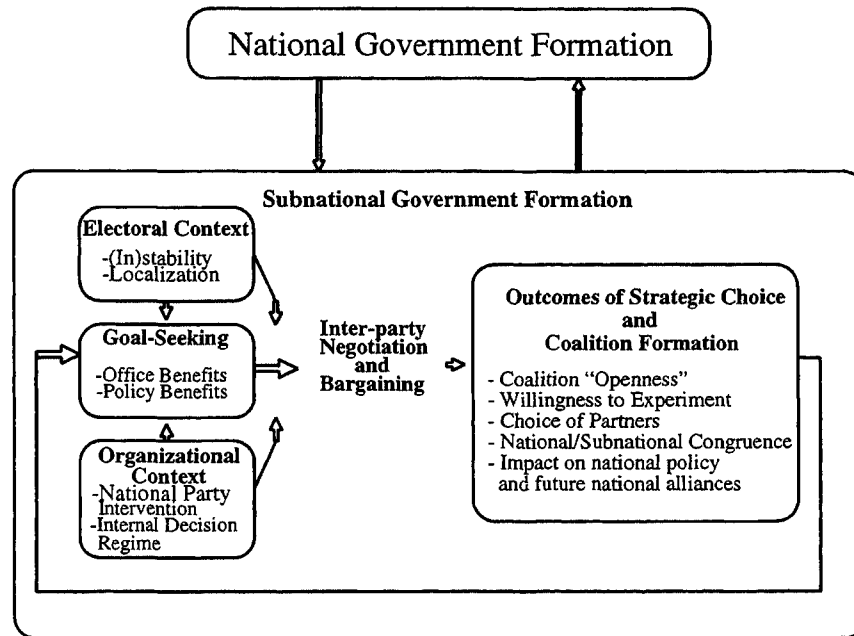 National Government Formation
Subnational Government Formation
Electoral Context
-(In)stability
-Localization
Goal-Seeking
-Office Benefits
-Policy Benefits
Organizational
Context
-National Party
Intervention
-Internal Decision
Regime
Inter-party
Negotiation
and
Bargaining
Outcomes of Strategic Choice
and
Coalition Formation
- Coalition “Openness”
- Willingness to Experiment
- Choice of Partners
- National/Subnational Congruence
- Impact on national policy
and future national alliances